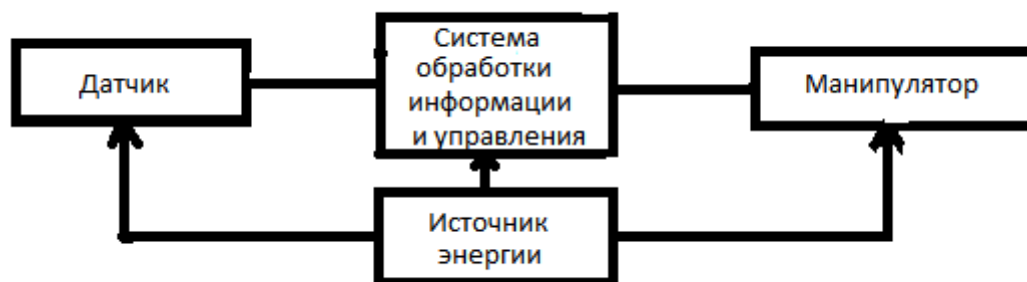 Датчик
Система
обработки
информации
и управления
Манипулятор
Источник
энергии